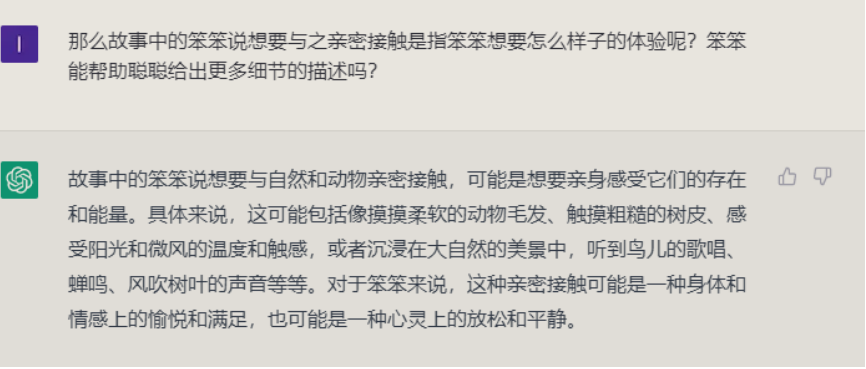 I
那么故事中的笨笨说想要与之亲密接触是指笨笨想要怎么样子的体验呢？笨笨
能帮助聪聪给出更多细节的描述吗？
故事中的笨笨说想要与自然和动物亲密接触，可能是想要亲身感受它们的存在
和能量。具体来说，这可能包括像摸摸柔软的动物毛发、触摸粗糙的树皮、感
受阳光和微风的温度和触感，或者沉浸在大自然的美景中，听到鸟儿的歌唱、
蝉鸣、风吹树叶的声音等等。对于笨笨来说，这种亲密接触可能是一种身体和
情感上的愉悦和满足，也可能是一种心灵上的放松和平静。